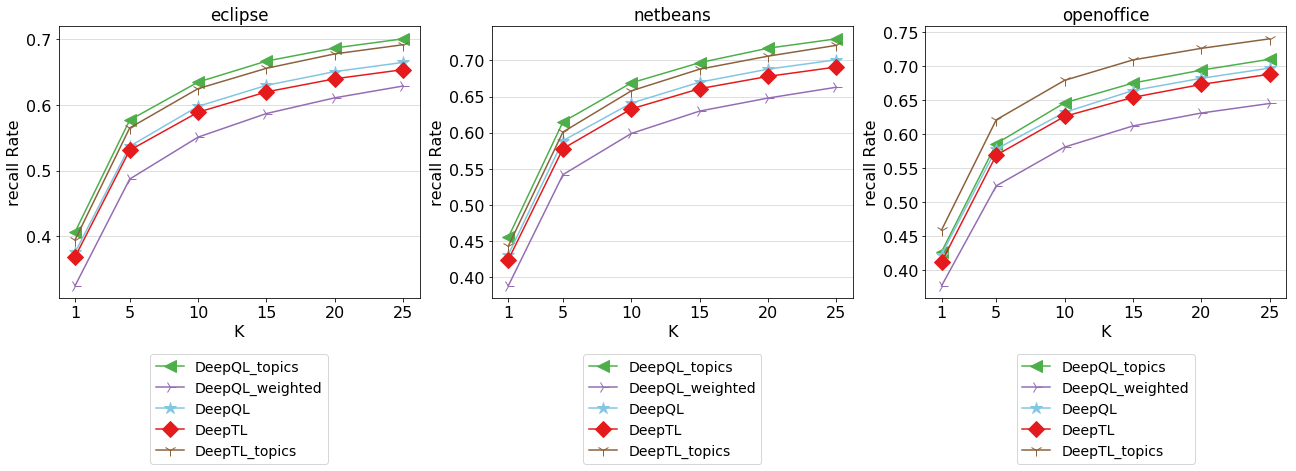 eclipse
0.7
0.6
0.5
0.4
recall Rate
1 5 10 15 20 25
K
DeepQL_topics
DeepQL_weighted
DeepQL
DeepTL
DeepTL_topics
netbeans
0.70
0.65
0.60
0.55
0.50
0.45
0.40
recall Rate
1 5 10 15 20 25
K
DeepQL_topics
DeepQL_weighted
DeepQL
DeepTL
DeepTL_topics
openoffice
0.75
0.70
0.65
0.60
0.55
0.50
0.45
0.40
recall Rate
1 5 10 15 20 25
K
DeepQL_topics
DeepQL_weighted
DeepQL
DeepTL
DeepTL_topics